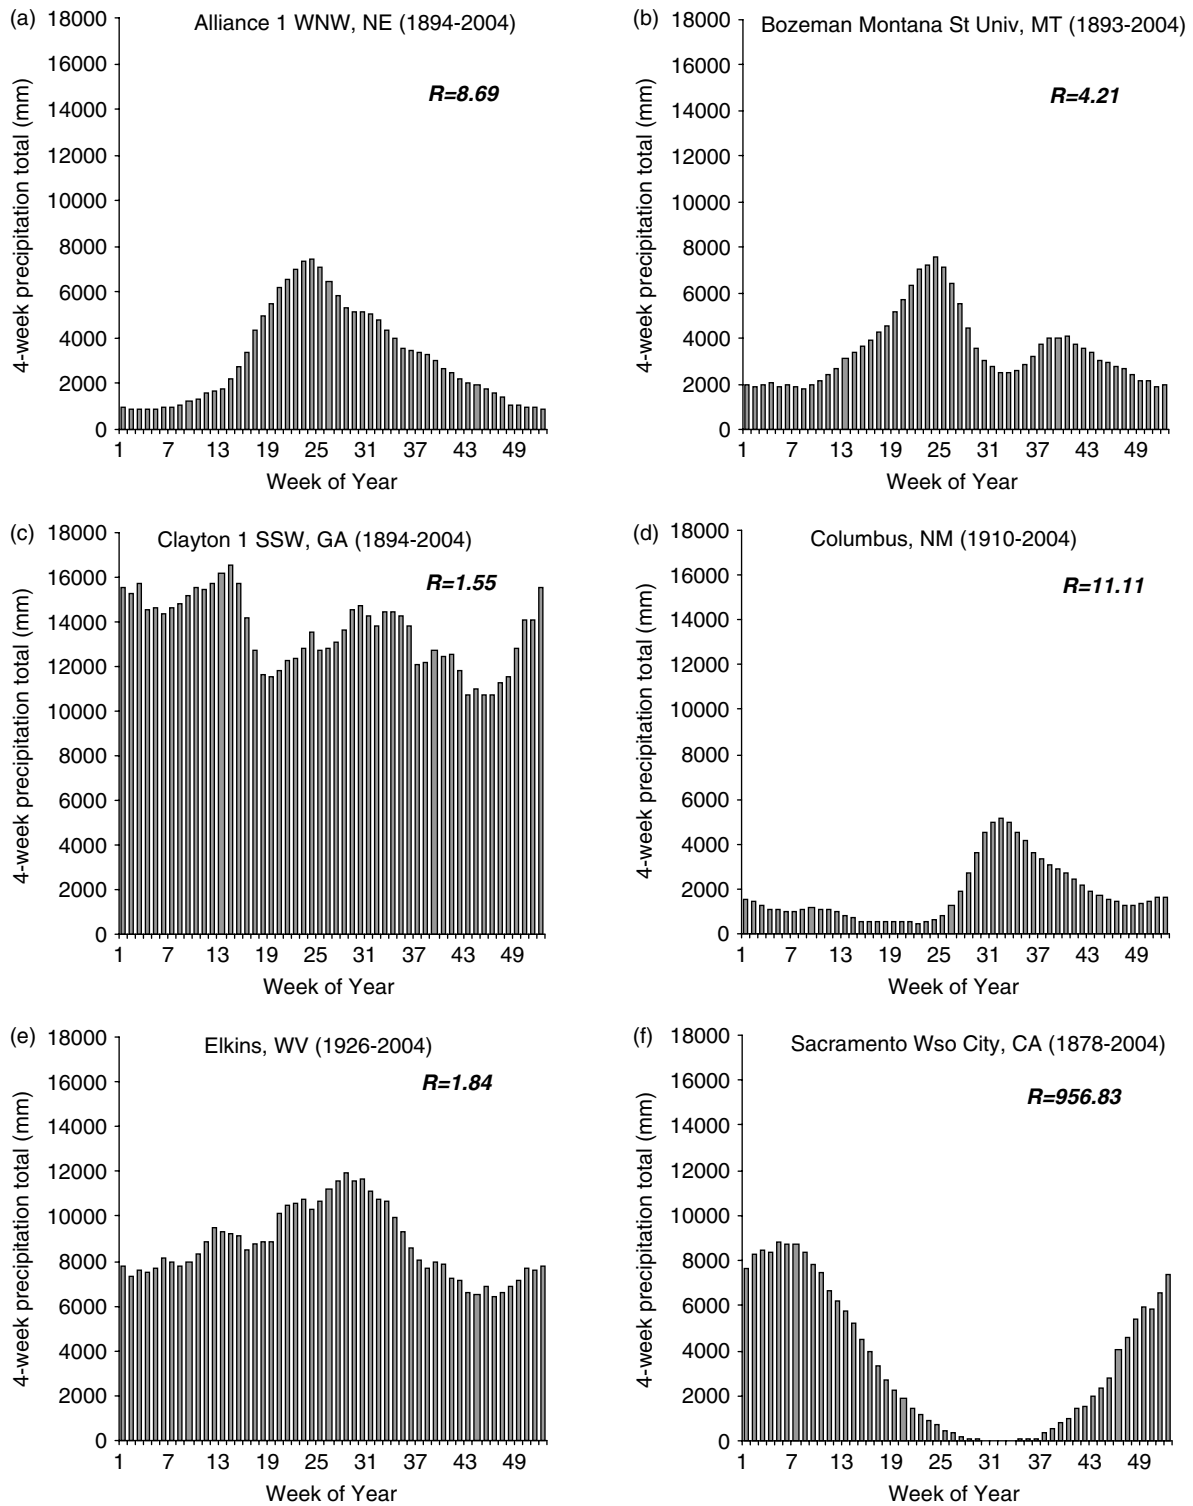 (a)
Alliance 1 WNW, NE (1894-2004)
R=8.69
4-week precipitation total (mm)
18000
16000
14000
12000
10000
8000
6000
4000
2000
0
1 7 13 19 25 31 37 43 49
Week of Year
(b)
Bozeman Montana St Univ, MT (1893-2004)
R=4.21
4-week precipitation total (mm)
18000
16000
14000
12000
10000
8000
6000
4000
2000
0
1 7 13 19 25 31 37 43 49
Week of Year
(c)
Clayton 1 SSW, GA (1894-2004)
R=1.55
4-week precipitation total (mm)
18000
16000
14000
12000
10000
8000
6000
4000
2000
0
1 7 13 19 25 31 37 43 49
Week of Year
(d)
Columbus, NM (1910-2004)
R=11.11
4-week precipitation total (mm)
18000
16000
14000
12000
10000
8000
6000
4000
2000
0
1 7 13 19 25 31 37 43 49
Week of Year
(e)
Elkins, WV (1926-2004)
R=1.84
4-week precipitation total (mm)
18000
16000
14000
12000
10000
8000
6000
4000
2000
0
1 7 13 19 25 31 37 43 49
Week of Year
(f)
Sacramento Wso City, CA (1878-2004)
R=956.83
4-week precipitation total (mm)
18000
16000
14000
12000
10000
8000
6000
4000
2000
0
1 7 13 19 25 31 37 43 49
Week of Year